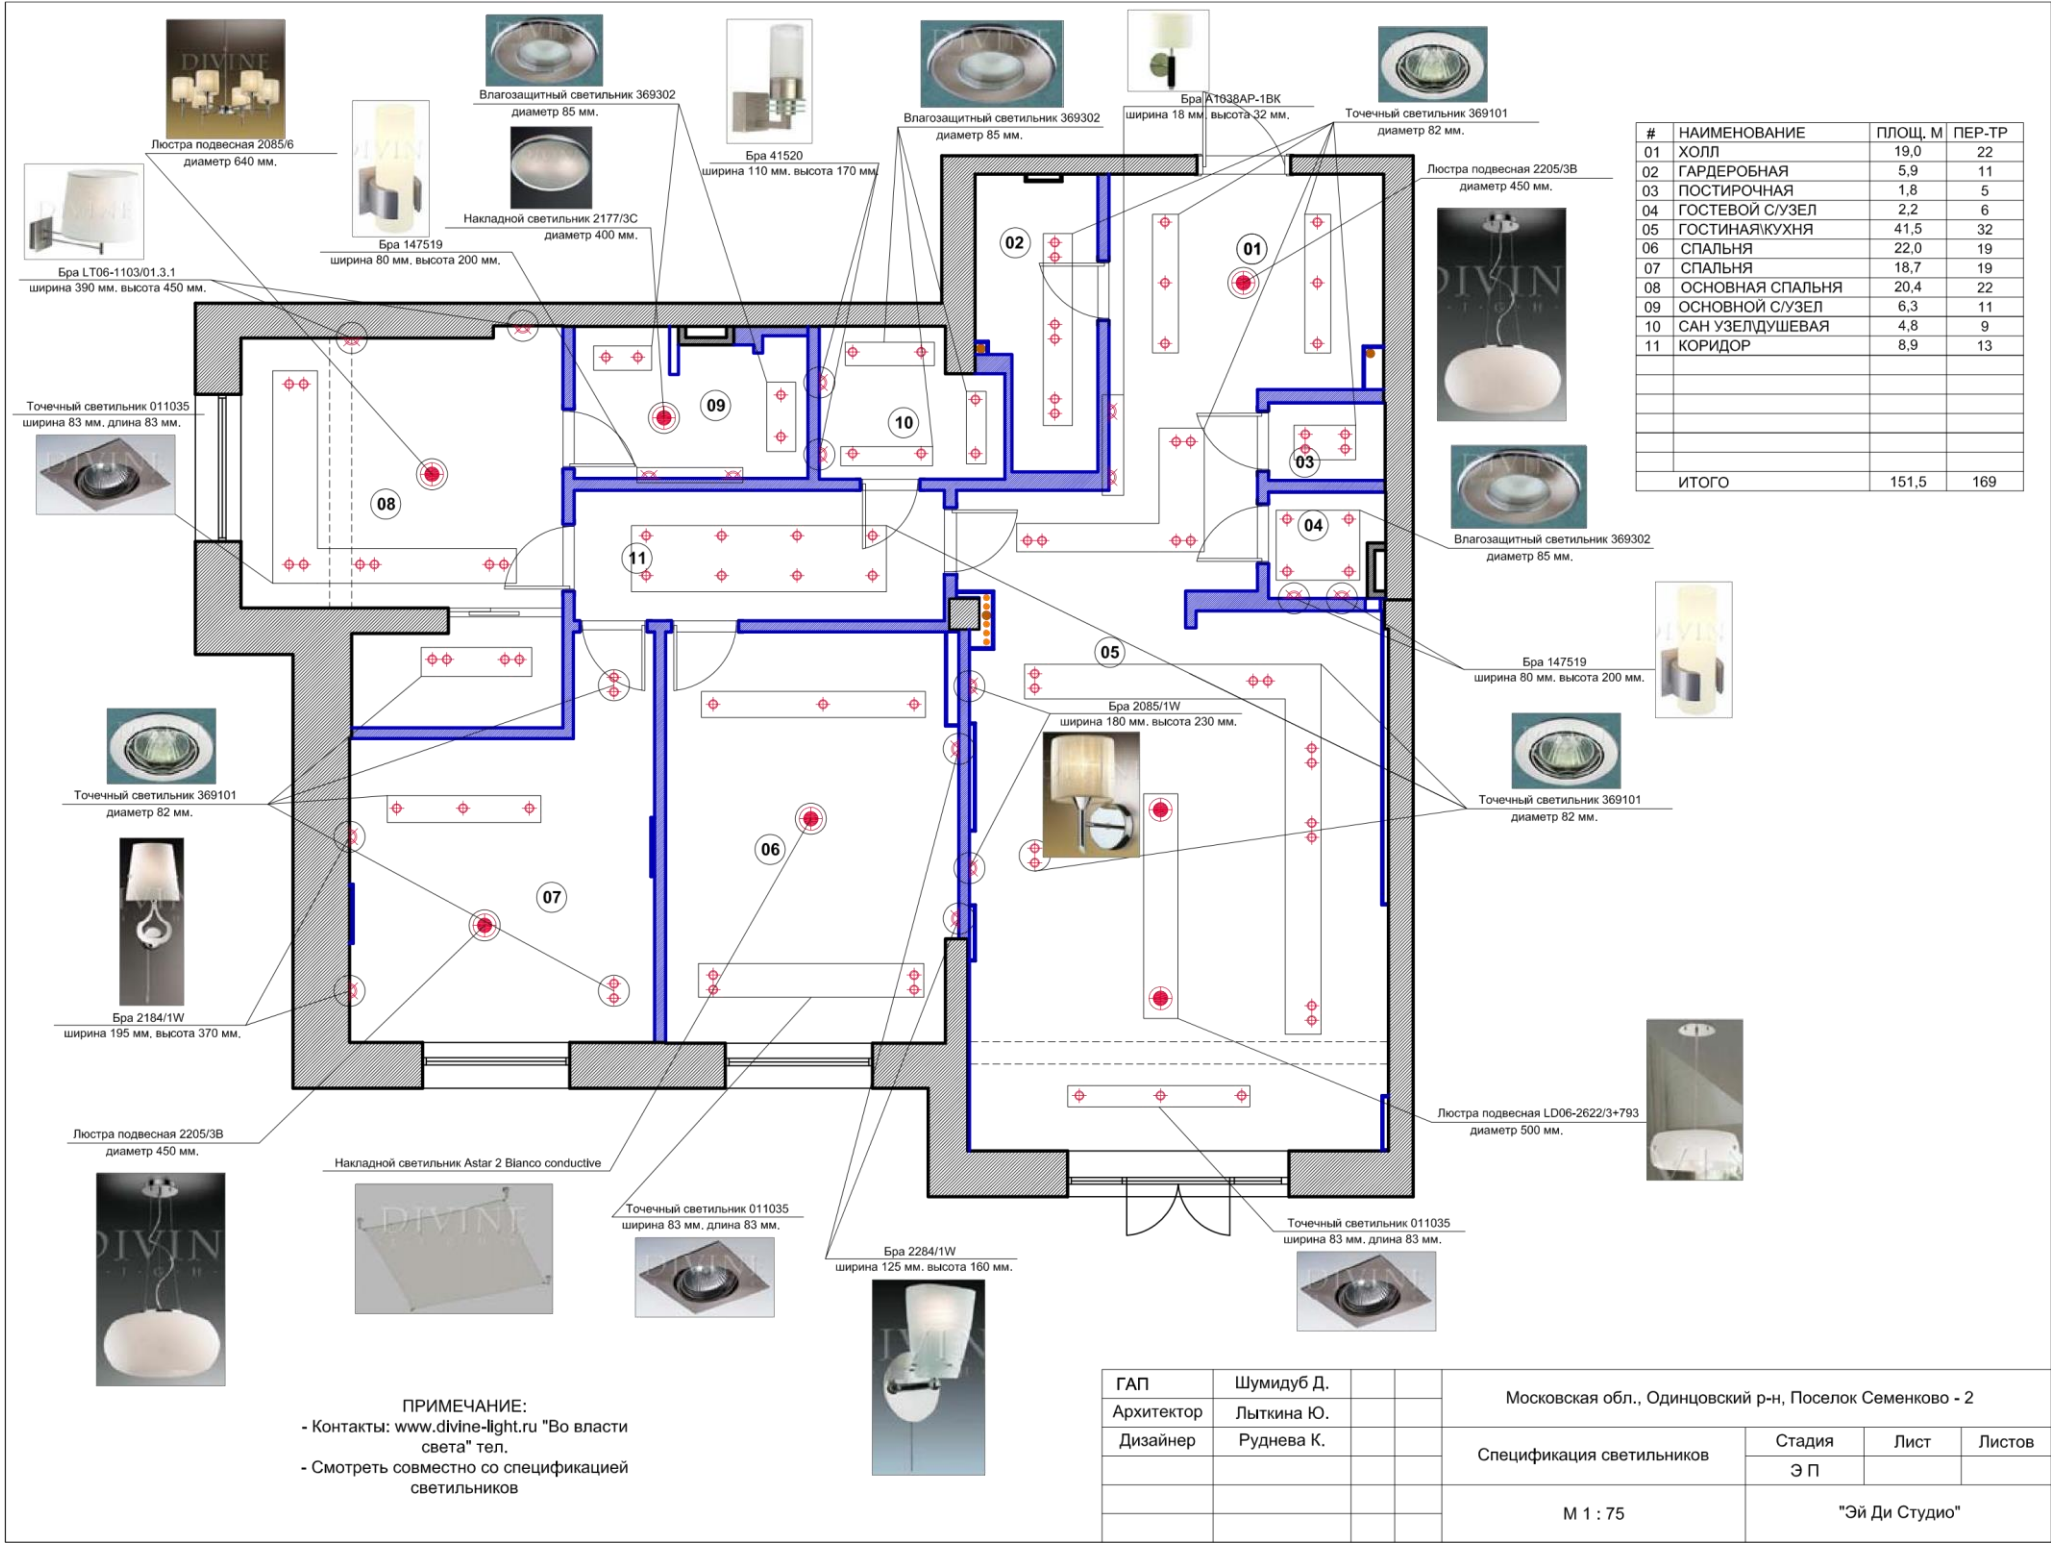 Люстра подвесная 2085/6
диаметр 640 мм.
Влагозащитный светильник 369302
диаметр 85 мм.
Накладной светильник 2177/3С
диаметр 400 мм.
Бра 147519
ширина 80 мм. высота 200 мм.
Бра LT06-1103/01.3.1
ширина 390 мм. высота 450 мм.
Бра 41520
ширина 110 мм. высота 170 мм.
Влагозащитный светильник 369302
диаметр 85 мм.
Бра А1038АР-1ВК
ширина 18 мм. высота 32 мм.
Точечный светильник 369101
диаметр 82 мм.
Люстра подвесная 2205/3В
диаметр 450 мм.
# НАИМЕНОВАНИЕ ПЛОЩ. М ПЕР-ТР
01 ХОЛЛ 19,0 22
02 ГАРДЕРОБНАЯ 5,9 11
03 ПОСТИРОЧНАЯ 1,8 5
04 ГОСТЕВОЙ С/УЗЕЛ 2,2 6
05 ГОСТИНАЯ\КУХНЯ 41,5 32
06 СПАЛЬНЯ 22,0 19
07 СПАЛЬНЯ 18,7 19
08 ОСНОВНАЯ СПАЛЬНЯ 20,4 22
09 ОСНОВНОЙ С/УЗЕЛ 6,3 11
10 САН УЗЕЛ\ДУШЕВАЯ 4,8 9
11 КОРИДОР 8,9 13
ИТОГО 151,5 169
Точечный светильник 011035
ширина 83 мм. длина 83 мм.
02
01
09
10
03
08
04
11
05
06
07
Влагозащитный светильник 369302
диаметр 85 мм.
Бра 147519
ширина 80 мм. высота 200 мм.
Бра 2085/1W
ширина 180 мм. высота 230 мм.
Точечный светильник 369101
диаметр 82 мм.
Точечный светильник 369101
диаметр 82 мм.
Бра 2184/1W
ширина 195 мм. высота 370 мм.
Люстра подвесная 2205/3В
диаметр 450 мм.
Накладной светильник Astar 2 Bianco conductive
Точечный светильник 011035
ширина 83 мм. длина 83 мм.
Бра 2284/1W
ширина 125 мм. высота 160 мм.
Точечный светильник 011035
ширина 83 мм. длина 83 мм.
Люстра подвесная LD06-2622/3+793
диаметр 500 мм.
DIVINE
DIVINE
ПРИМЕЧАНИЕ:
- Контакты: www.divine-light.ru "Во власти
света" тел.
- Смотреть совместно со спецификацией
светильников
ГАП Шумидуб Д.
Архитектор Лыткина Ю.
Дизайнер Руднева К.
Московская обл., Одинцовский р-н, Поселок Семенково - 2
Спецификация светильников
Стадия Лист Листов
Э П
М 1 : 75
"Эй Ди Студио"